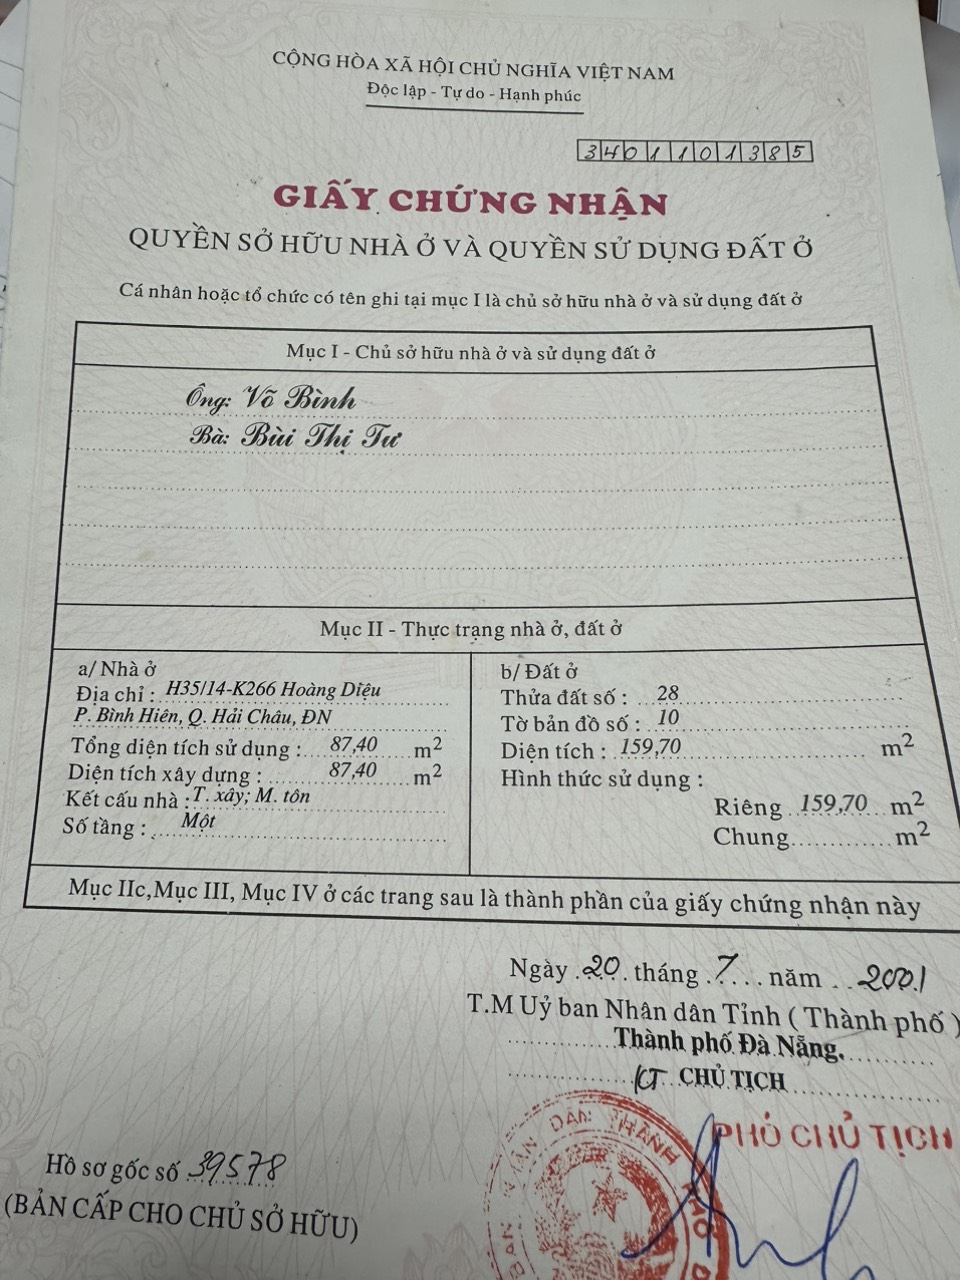 CỘNG HÒA XÃ HỘI CHỦ NGHĨA VIỆT NAM
Độc lập - Tự do - Hạnh phúc
3401101385
GIẤY CHỨNG NHẬN
QUYỀN SỞ HỮU NHÀ Ở VÀ QUYỀN SỬ DỤNG ĐẤT Ở
Cá nhân hoặc tổ chức có tên ghi tại mục I là chủ sở hữu nhà ở và sử dụng đất ở
Mục I - Chủ sở hữu nhà ở và sử dụng đất ở
Ông: Võ Bình
Bà: Bùi Thị Tư
Mục II - Thực trạng nhà ở, đất ở
a/ Nhà ở
Địa chỉ : H35/14-K266 Hoàng Diệu
P. Bình Hiên, Q. Hải Châu, ĐN
Tổng diện tích sử dụng : 87,40 m2
Diện tích xây dựng : 87,40 m2
Kết cấu nhà : T. xây; M. tôn
Số tầng : Một
b/ Đất ở
Thửa đất số : 28
Tờ bản đồ số : 10
Diện tích : 159,70 m2
Hình thức sử dụng :
Riêng 159,70 m2
Chung m2
Mục IIc,Mục III, Mục IV ở các trang sau là thành phần của giấy chứng nhận này
Ngày 20 tháng 7 năm 2001
T.M Uỷ ban Nhân dân Tỉnh ( Thành phố )
Thành phố Đà Nẵng.
KT CHỦ TỊCH
PHÓ CHỦ TỊCH
BAN NHÂN DÂN THÀNH PHỐ
Hồ sơ gốc số 39578
(BẢN CẤP CHO CHỦ SỞ HỮU)